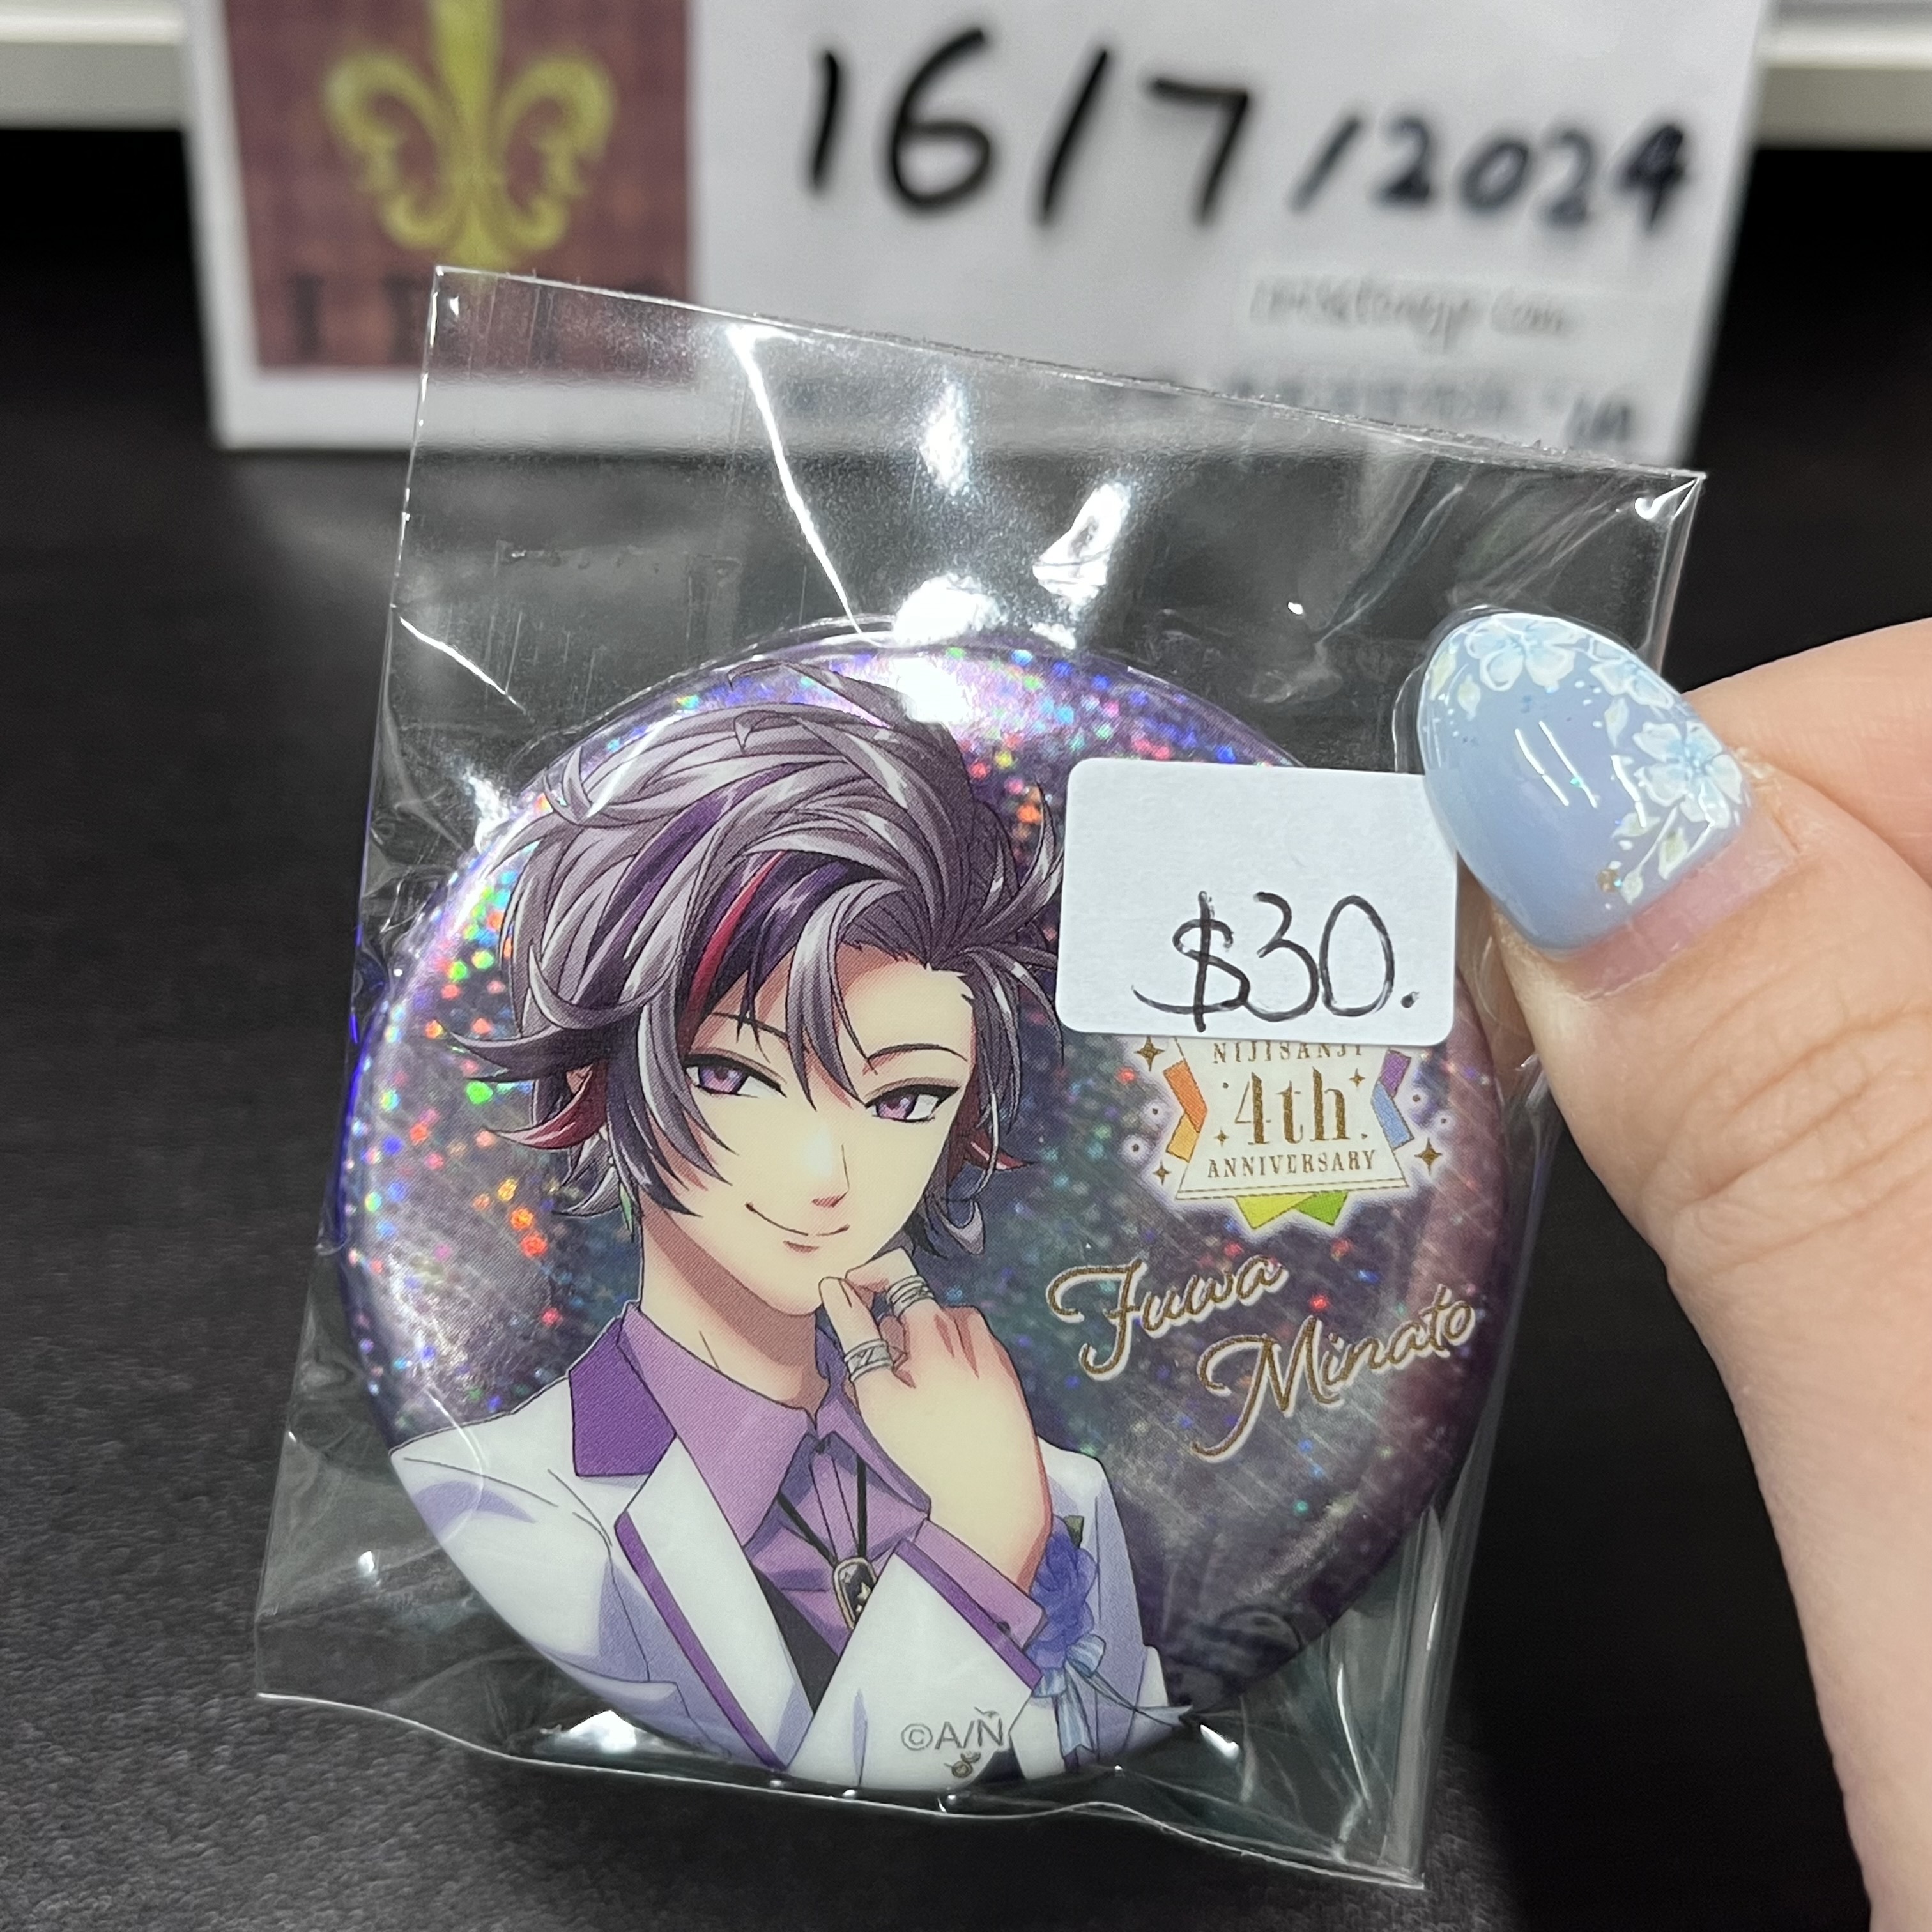 16/7/2024
$30.
NIJISANJI
4th
ANNIVERSARY
Fuwa
Minato
©A/N